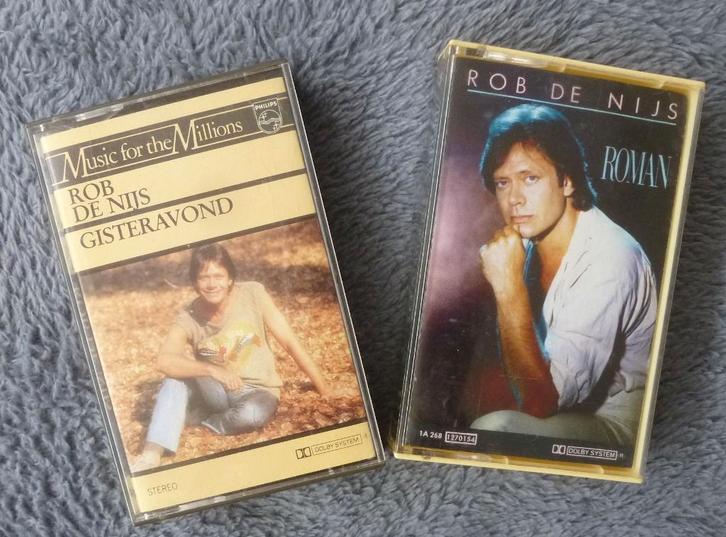 Music for the Millions
PHILIPS
ROB
DE NIJS
GISTERAVOND
DOLBY SYSTEM
STEREO
ROB DE NIJS
ROMAN
1A 268 1270154
DOLBY SYSTEM